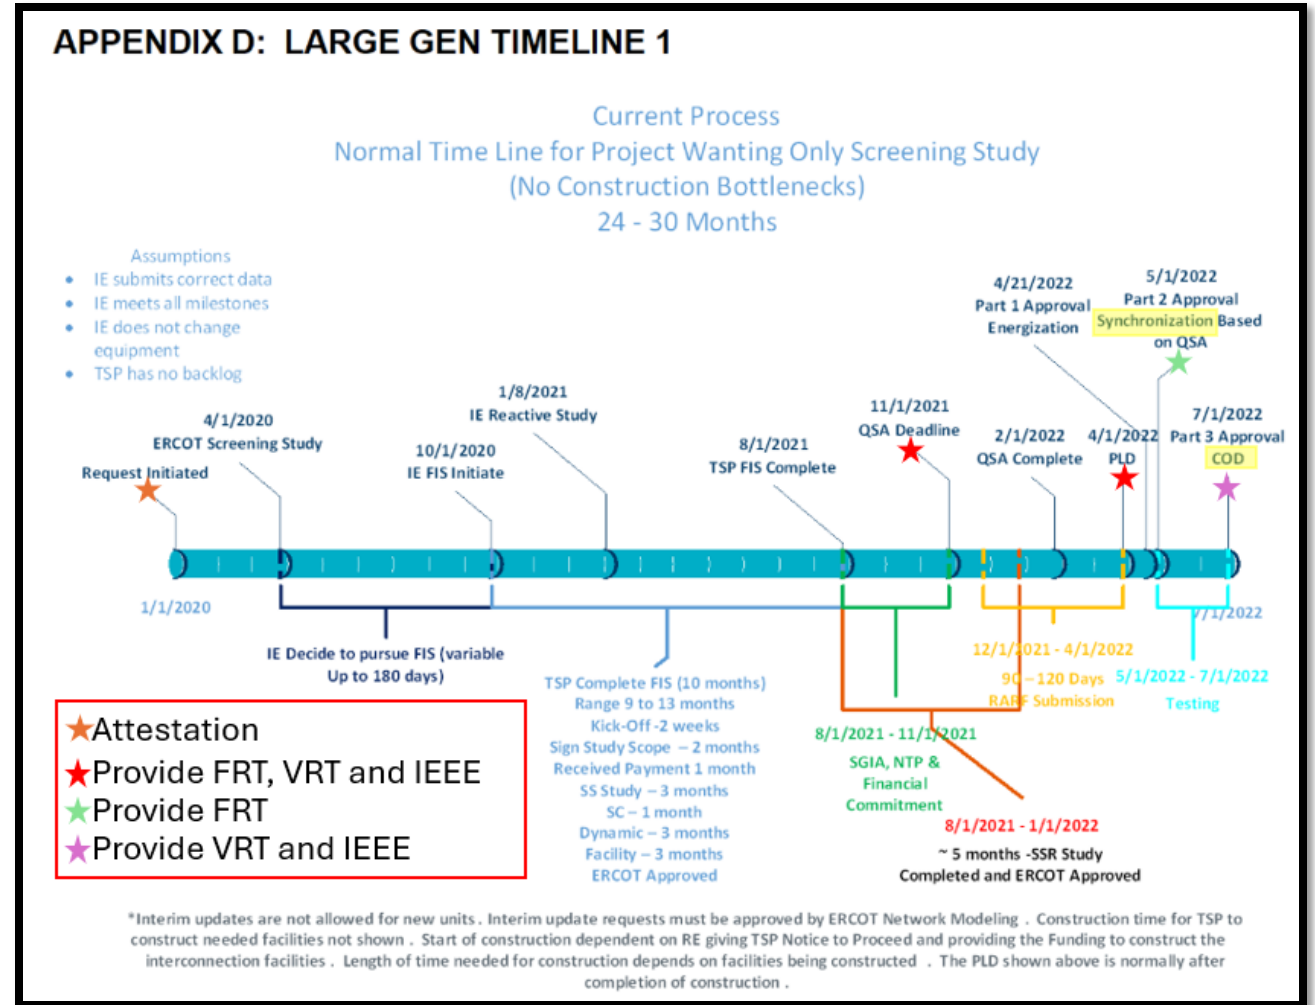 APPENDIX D: LARGE GEN TIMELINE 1
Current Process
Normal Time Line for Project Wanting Only Screening Study
(No Construction Bottlenecks)
24 - 30 Months
Assumptions
• IE submits correct data
• IE meets all milestones
• IE does not change
equipment
• TSP has no backlog
Request Initiated
4/1/2020
ERCOT Screening Study
10/1/2020
IE FIS Initiate
1/8/2021
IE Reactive Study
8/1/2021
TSP FIS Complete
11/1/2021
QSA Deadline
2/1/2022
QSA Complete
4/1/2022
PLD
4/21/2022
Part 1 Approval
Energization
5/1/2022
Part 2 Approval
Synchronization Based
on QSA
7/1/2022
Part 3 Approval
COD
1/1/2020
7/1/2022
IE Decide to pursue FIS (variable
Up to 180 days)
TSP Complete FIS (10 months)
Range 9 to 13 months
Kick-Off -2 weeks
Sign Study Scope – 2 months
Received Payment 1 month
SS Study – 3 months
SC – 1 month
Dynamic – 3 months
Facility – 3 months
ERCOT Approved
8/1/2021 - 11/1/2021
SGIA, NTP &
Financial
Commitment
8/1/2021 - 1/1/2022
~ 5 months -SSR Study
Completed and ERCOT Approved
12/1/2021 - 4/1/2022
90 – 120 Days
RARF Submission
5/1/2022 - 7/1/2022
Testing
Attestation
Provide FRT, VRT and IEEE
Provide FRT
Provide VRT and IEEE
*Interim updates are not allowed for new units . Interim update requests must be approved by ERCOT Network Modeling . Construction time for TSP to
construct needed facilities not shown . Start of construction dependent on RE giving TSP Notice to Proceed and providing the Funding to construct the
interconnection facilities . Length of time needed for construction depends on facilities being constructed . The PLD shown above is normally after
completion of construction .